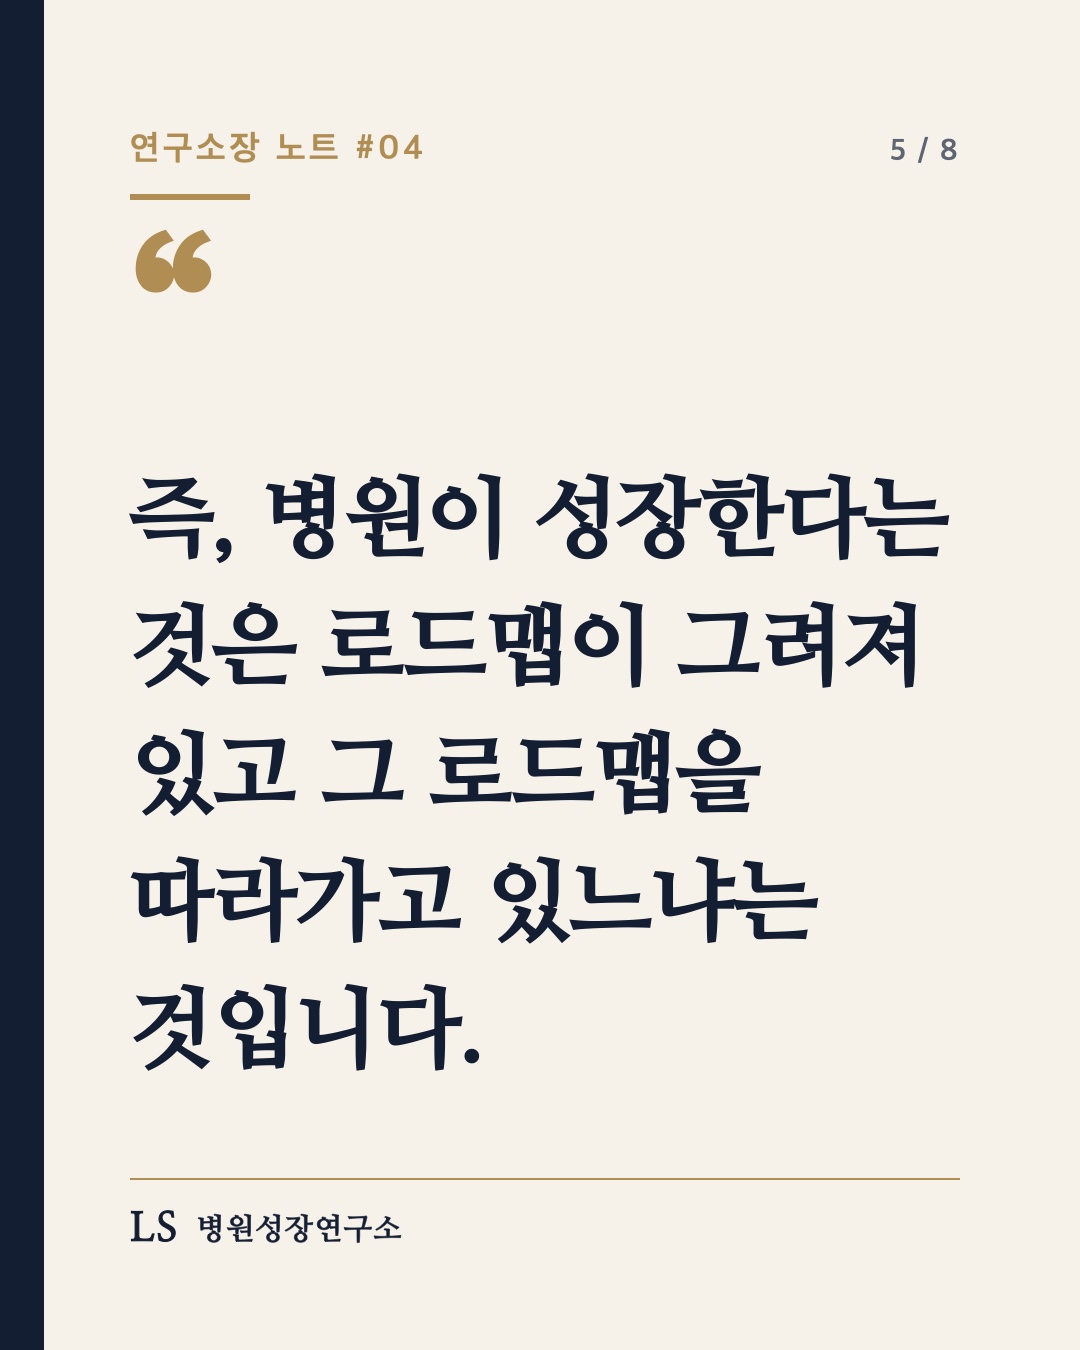 연구소장 노트 #04
5 / 8
“
즉, 병원이 성장한다는
것은 로드맵이 그려져
있고 그 로드맵을
따라가고 있느냐는
것입니다.
LS 병원성장연구소